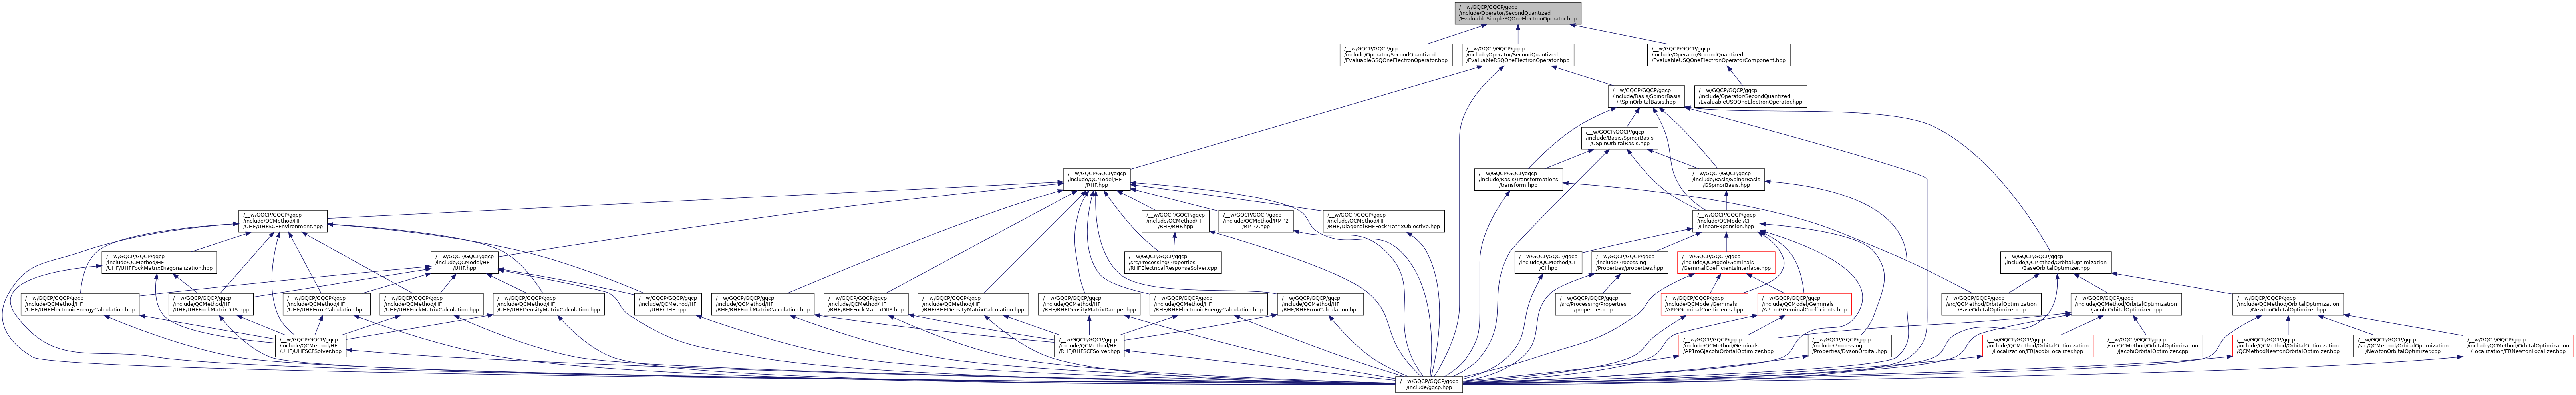 /__w/GQCP/GQCP/gqcp
/include/Operator/SecondQuantized
/EvaluableSimpleSQOneElectronOperator.hpp
/__w/GQCP/GQCP/gqcp
/include/Operator/SecondQuantized
/EvaluableGSQOneElectronOperator.hpp
/__w/GQCP/GQCP/gqcp
/include/Operator/SecondQuantized
/EvaluableRSQOneElectronOperator.hpp
/__w/GQCP/GQCP/gqcp
/include/Operator/SecondQuantized
/EvaluableUSQOneElectronOperatorComponent.hpp
/__w/GQCP/GQCP/gqcp
/include/Basis/SpinorBasis
/RSpinOrbitalBasis.hpp
/__w/GQCP/GQCP/gqcp
/include/Operator/SecondQuantized
/EvaluableUSQOneElectronOperator.hpp
/__w/GQCP/GQCP/gqcp
/include/Basis/SpinorBasis
/USpinOrbitalBasis.hpp
/__w/GQCP/GQCP/gqcp
/include/QCModel/HF
/RHF.hpp
/__w/GQCP/GQCP/gqcp
/include/Basis/Transformations
/transform.hpp
/__w/GQCP/GQCP/gqcp
/include/Basis/SpinorBasis
/GSpinorBasis.hpp
/__w/GQCP/GQCP/gqcp
/include/QCMethod/HF
/UHF/UHFSCFEnvironment.hpp
/__w/GQCP/GQCP/gqcp
/include/QCMethod/HF
/RHF/RHF.hpp
/__w/GQCP/GQCP/gqcp
/include/QCMethod/RMP2
/RMP2.hpp
/__w/GQCP/GQCP/gqcp
/include/QCMethod/HF
/RHF/DiagonalRHFFockMatrixObjective.hpp
/__w/GQCP/GQCP/gqcp
/include/QCModel/CI
/LinearExpansion.hpp
/__w/GQCP/GQCP/gqcp
/include/QCMethod/HF
/UHF/UHFFockMatrixDiagonalization.hpp
/__w/GQCP/GQCP/gqcp
/include/QCModel/HF
/UHF.hpp
/__w/GQCP/GQCP/gqcp
/src/Processing/Properties
/RHFElectricalResponseSolver.cpp
/__w/GQCP/GQCP/gqcp
/include/QCMethod/CI
/CI.hpp
/__w/GQCP/GQCP/gqcp
/include/Processing
/Properties/properties.hpp
/__w/GQCP/GQCP/gqcp
/include/QCModel/Geminals
/GeminalCoefficientsInterface.hpp
/__w/GQCP/GQCP/gqcp
/include/QCMethod/OrbitalOptimization
/BaseOrbitalOptimizer.hpp
/__w/GQCP/GQCP/gqcp
/include/QCMethod/HF
/UHF/UHFElectronicEnergyCalculation.hpp
/__w/GQCP/GQCP/gqcp
/include/QCMethod/HF
/UHF/UHFFockMatrixDIIS.hpp
/__w/GQCP/GQCP/gqcp
/include/QCMethod/HF
/UHF/UHFErrorCalculation.hpp
/__w/GQCP/GQCP/gqcp
/include/QCMethod/HF
/UHF/UHFFockMatrixCalculation.hpp
/__w/GQCP/GQCP/gqcp
/include/QCMethod/HF
/UHF/UHFDensityMatrixCalculation.hpp
/__w/GQCP/GQCP/gqcp
/include/QCMethod/HF
/UHF/UHF.hpp
/__w/GQCP/GQCP/gqcp
/include/QCMethod/HF
/RHF/RHFFockMatrixCalculation.hpp
/__w/GQCP/GQCP/gqcp
/include/QCMethod/HF
/RHF/RHFFockMatrixDIIS.hpp
/__w/GQCP/GQCP/gqcp
/include/QCMethod/HF
/RHF/RHFDensityMatrixCalculation.hpp
/__w/GQCP/GQCP/gqcp
/include/QCMethod/HF
/RHF/RHFDensityMatrixDamper.hpp
/__w/GQCP/GQCP/gqcp
/include/QCMethod/HF
/RHF/RHFElectronicEnergyCalculation.hpp
/__w/GQCP/GQCP/gqcp
/include/QCMethod/HF
/RHF/RHFErrorCalculation.hpp
/__w/GQCP/GQCP/gqcp
/src/Processing/Properties
/properties.cpp
/__w/GQCP/GQCP/gqcp
/include/QCModel/Geminals
/APIGGeminalCoefficients.hpp
/__w/GQCP/GQCP/gqcp
/include/QCModel/Geminals
/AP1roGGeminalCoefficients.hpp
/__w/GQCP/GQCP/gqcp
/src/QCMethod/OrbitalOptimization
/BaseOrbitalOptimizer.cpp
/__w/GQCP/GQCP/gqcp
/include/QCMethod/OrbitalOptimization
/JacobiOrbitalOptimizer.hpp
/__w/GQCP/GQCP/gqcp
/include/QCMethod/OrbitalOptimization
/NewtonOrbitalOptimizer.hpp
/__w/GQCP/GQCP/gqcp
/include/QCMethod/HF
/UHF/UHFSCFSolver.hpp
/__w/GQCP/GQCP/gqcp
/include/QCMethod/HF
/RHF/RHFSCFSolver.hpp
/__w/GQCP/GQCP/gqcp
/include/QCMethod/Geminals
/AP1roGJacobiOrbitalOptimizer.hpp
/__w/GQCP/GQCP/gqcp
/include/Processing
/Properties/DysonOrbital.hpp
/__w/GQCP/GQCP/gqcp
/include/QCMethod/OrbitalOptimization
/Localization/ERJacobiLocalizer.hpp
/__w/GQCP/GQCP/gqcp
/src/QCMethod/OrbitalOptimization
/JacobiOrbitalOptimizer.cpp
/__w/GQCP/GQCP/gqcp
/include/QCMethod/OrbitalOptimization
/QCMethodNewtonOrbitalOptimizer.hpp
/__w/GQCP/GQCP/gqcp
/src/QCMethod/OrbitalOptimization
/NewtonOrbitalOptimizer.cpp
/__w/GQCP/GQCP/gqcp
/include/QCMethod/OrbitalOptimization
/Localization/ERNewtonLocalizer.hpp
/__w/GQCP/GQCP/gqcp
/include/gqcp.hpp